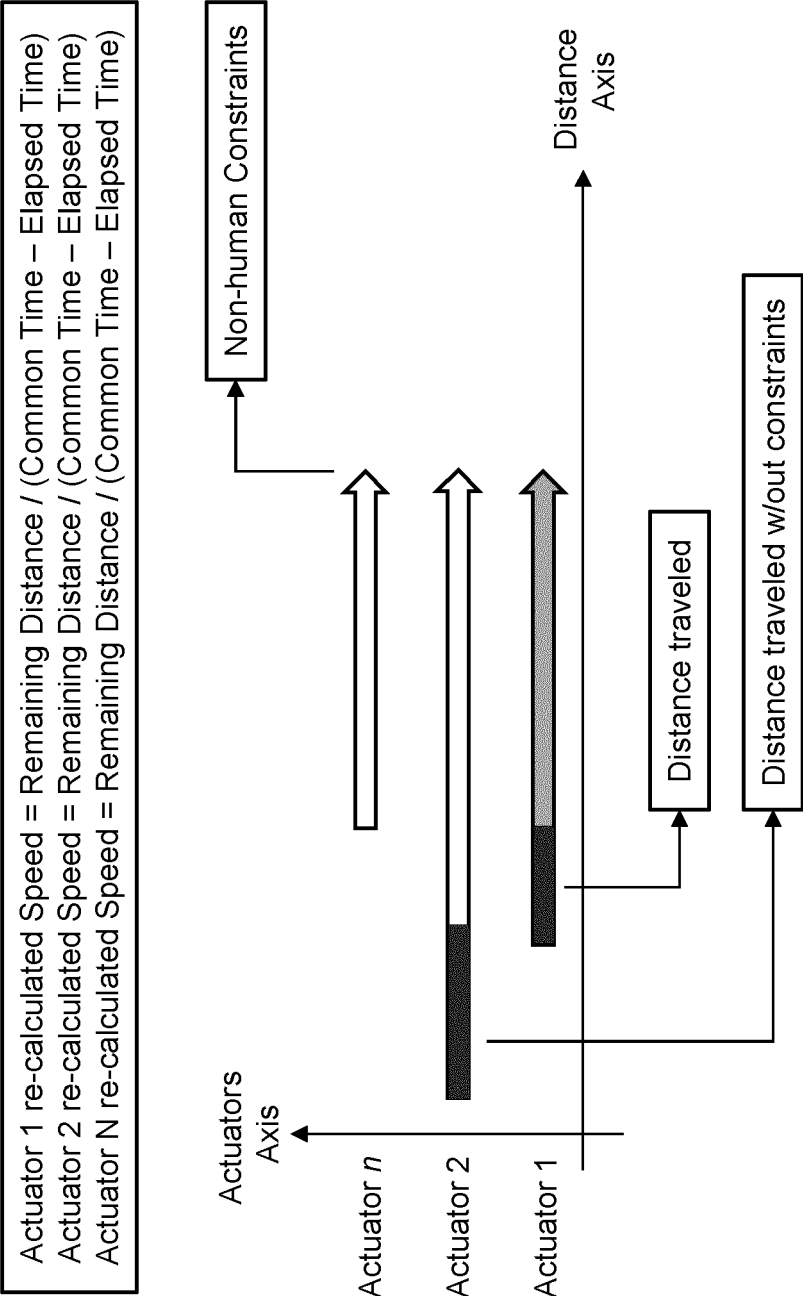 Actuator 1 re-calculated Speed = Remaining Distance / (Common Time – Elapsed Time)
Actuator 2 re-calculated Speed = Remaining Distance / (Common Time – Elapsed Time)
Actuator N re-calculated Speed = Remaining Distance / (Common Time – Elapsed Time)
Non-human Constraints
Actuators
Axis
Actuator n
Actuator 2
Actuator 1
Distance
Axis
Distance traveled
Distance traveled w/out constraints